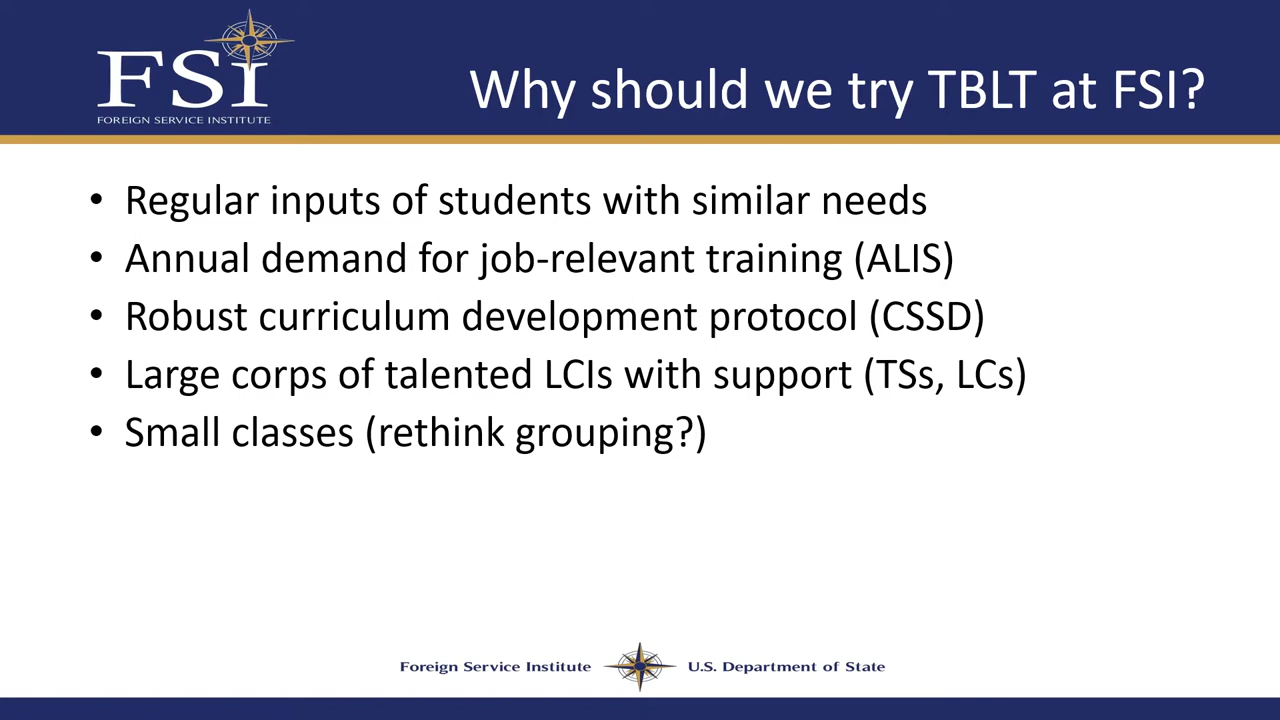 FSI
FOREIGN SERVICE INSTITUTE
Why should we try TBLT at FSI?
• Regular inputs of students with similar needs
• Annual demand for job-relevant training (ALIS)
• Robust curriculum development protocol (CSSD)
• Large corps of talented LCIs with support (TSs, LCs)
• Small classes (rethink grouping?)
Foreign Service Institute U.S. Department of State